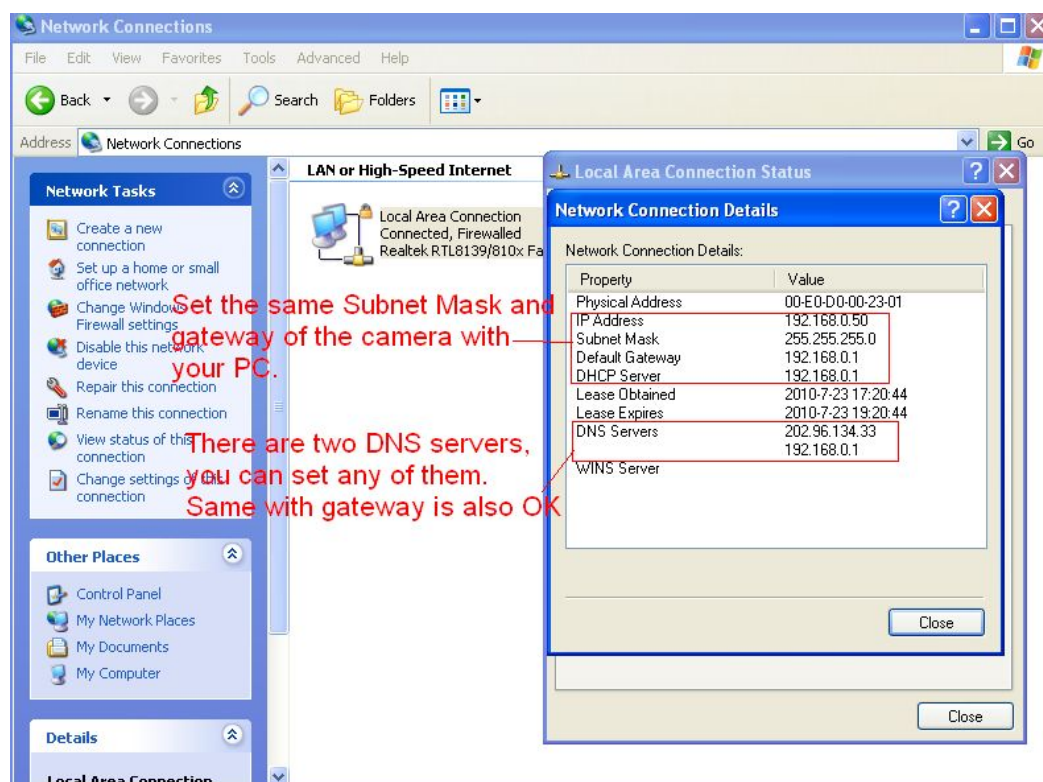 Network Connections
File Edit View Favorites Tools Advanced Help
Back Search Folders
Address Network Connections Go
Network Tasks
Create a new
connection
Set up a home or small
office network
Change Windows
Firewall settings
Disable this network
device
Repair this connection
Rename this connection
View status of this
connection
Change settings of this
connection
Other Places
Control Panel
My Network Places
My Documents
My Computer
Details
Local Area Connection
LAN or High-Speed Internet
Local Area Connection
Connected, Firewalled
Realtek RTL8139/810x Fa
Set the same Subnet Mask and
gateway of the camera with
your PC.
There are two DNS servers,
you can set any of them.
Same with gateway is also OK
Local Area Connection Status
Network Connection Details
Network Connection Details:
Property Value
Physical Address 00-E0-D0-00-23-01
IP Address 192.168.0.50
Subnet Mask 255.255.255.0
Default Gateway 192.168.0.1
DHCP Server 192.168.0.1
Lease Obtained 2010-7-23 17:20:44
Lease Expires 2010-7-23 19:20:44
DNS Servers 202.96.134.33
192.168.0.1
WINS Server
Close
Close